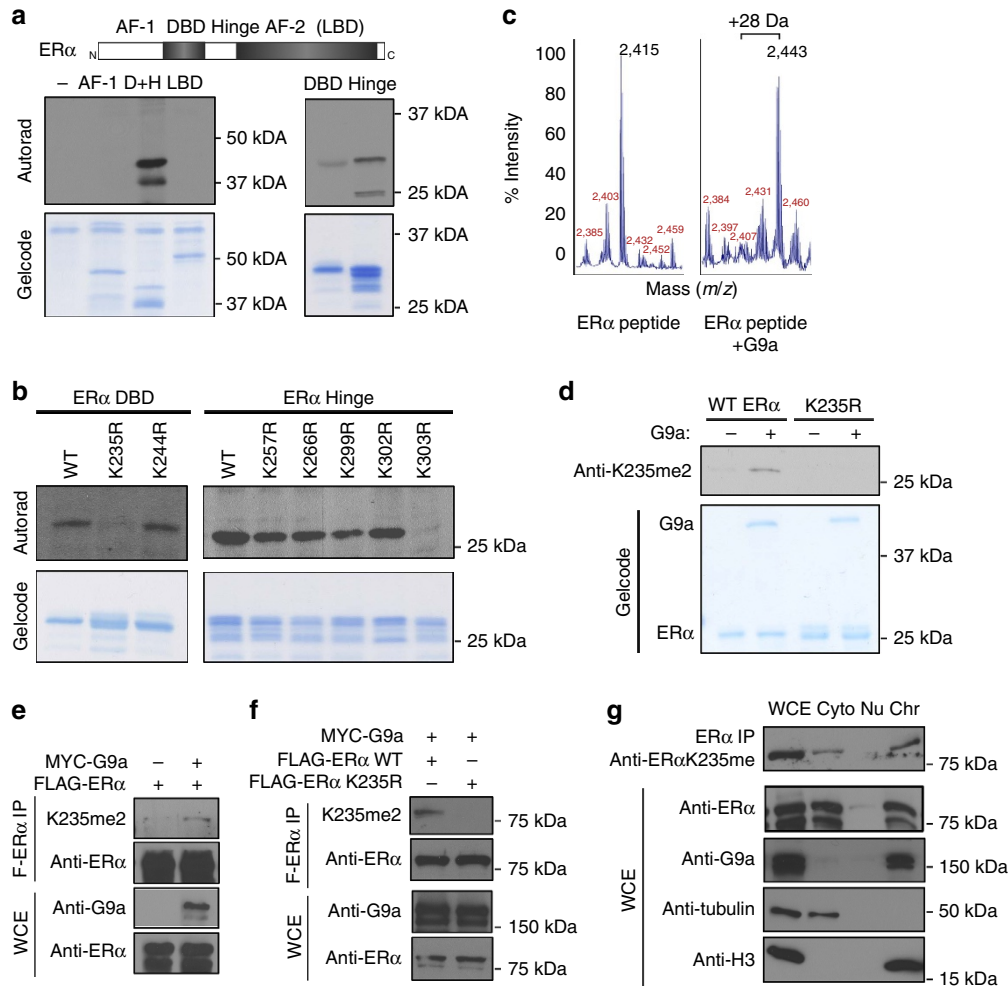 a
AF-1 DBD Hinge AF-2 (LBD)
ERα N C
– AF-1 D+H LBD
Autorad
50 kDA
37 kDA
Gelcode
50 kDA
37 kDA
DBD Hinge
37 kDA
25 kDA
37 kDA
25 kDA
c
+28 Da
% Intensity
100
80
60
40
20
0
2,415
2,403
2,385
2,432
2,452
2,459
2,443
2,384
2,397
2,407
2,431
2,460
Mass (m/z)
ERα peptide
ERα peptide
+G9a
b
ERα DBD
WT K235R K244R
ERα Hinge
WT K257R K266R K299R K302R K303R
Autorad
25 kDa
Gelcode
25 kDa
d
WT ERα K235R
G9a: – + – +
Anti-K235me2
25 kDa
Gelcode
G9a
37 kDa
ERα
25 kDa
e
MYC-G9a – +
FLAG-ERα + +
F-ERα IP
K235me2
Anti-ERα
WCE
Anti-G9a
Anti-ERα
f
MYC-G9a + +
FLAG-ERα WT + –
FLAG-ERα K235R – +
F-ERα IP
K235me2
75 kDa
Anti-ERα
75 kDa
WCE
Anti-G9a
150 kDa
Anti-ERα
75 kDa
g
WCE Cyto Nu Chr
ERα IP
Anti-ERαK235me
75 kDa
WCE
Anti-ERα
75 kDa
Anti-G9a
150 kDa
Anti-tubulin
50 kDa
Anti-H3
15 kDa